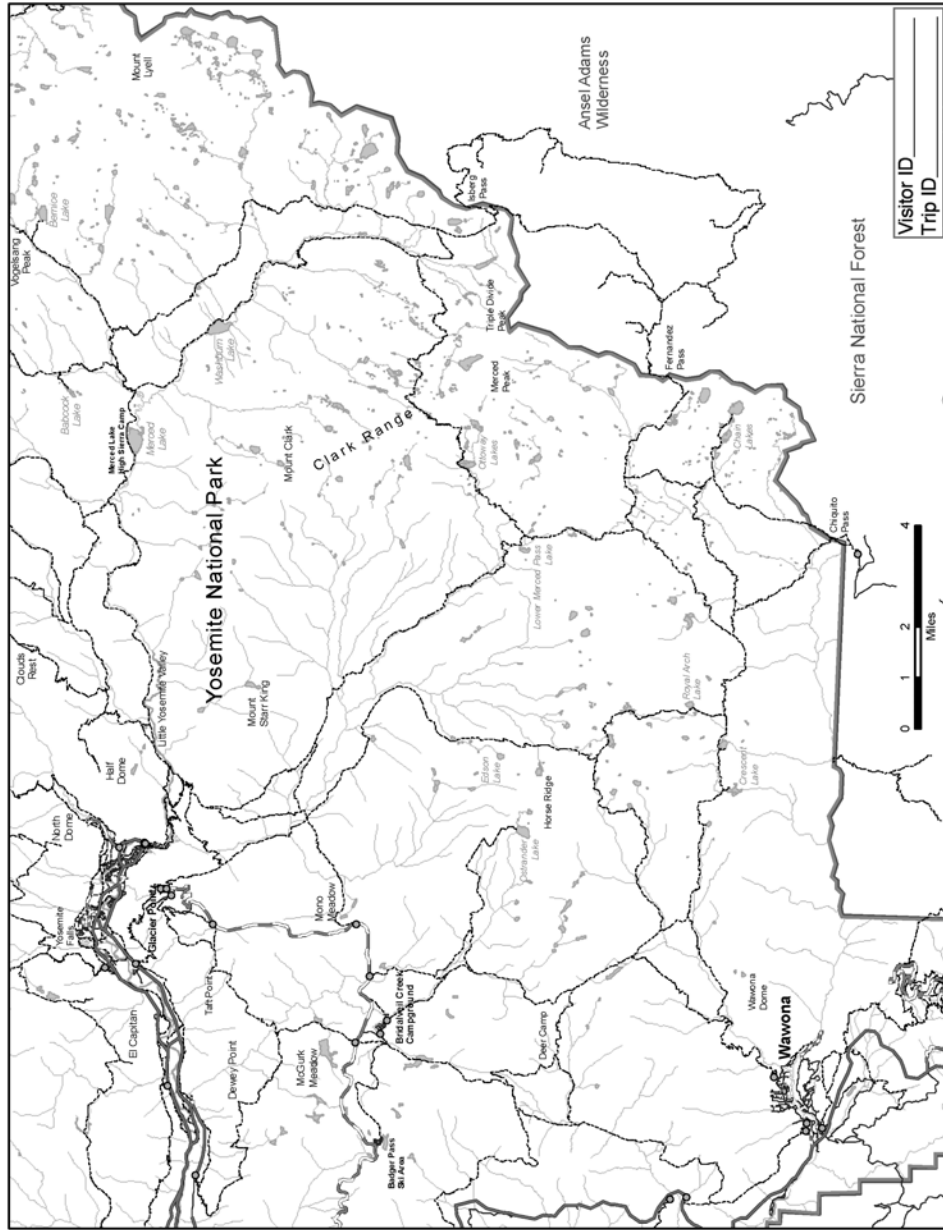 Mount
Lyell
Bernice
Lake
Vogelsang
Peak
Ansel Adams
Wilderness
Isberg
Pass
Babcock
Lake
Washburn
Lake
Triple Divide
Peak
Merced Lake
High Sierra Camp
Merced
Lake
Merced
Peak
Fernandez
Pass
Sierra National Forest
Visitor ID
Trip ID
Clark Range
Mount Clark
Ottoway
Lakes
Chain
Lakes
Yosemite National Park
Clouds
Rest
Lower Merced Pass
Lake
Chiquito
Pass
Little Yosemite Valley
Mount
Starr King
Royal Arch
Lake
0 1 2 4
Miles
Half
Dome
Edson
Lake
Crescent
Lake
North
Dome
Horse Ridge
Ostrander
Lake
Yosemite
Falls
Glacier Point
Mono
Meadow
El Capitan
Taft Point
Bridalveil Creek
Campground
Wawona
Dome
Dewey Point
McGurk
Meadow
Deer Camp
Wawona
Badger Pass
Ski Area